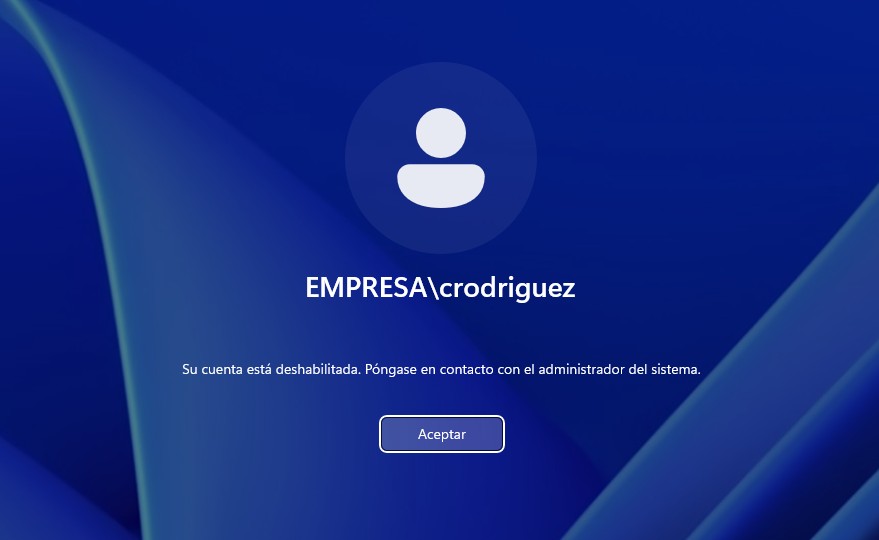 EMPRESA\crodriguez
Su cuenta está deshabilitada. Póngase en contacto con el administrador del sistema.
Aceptar